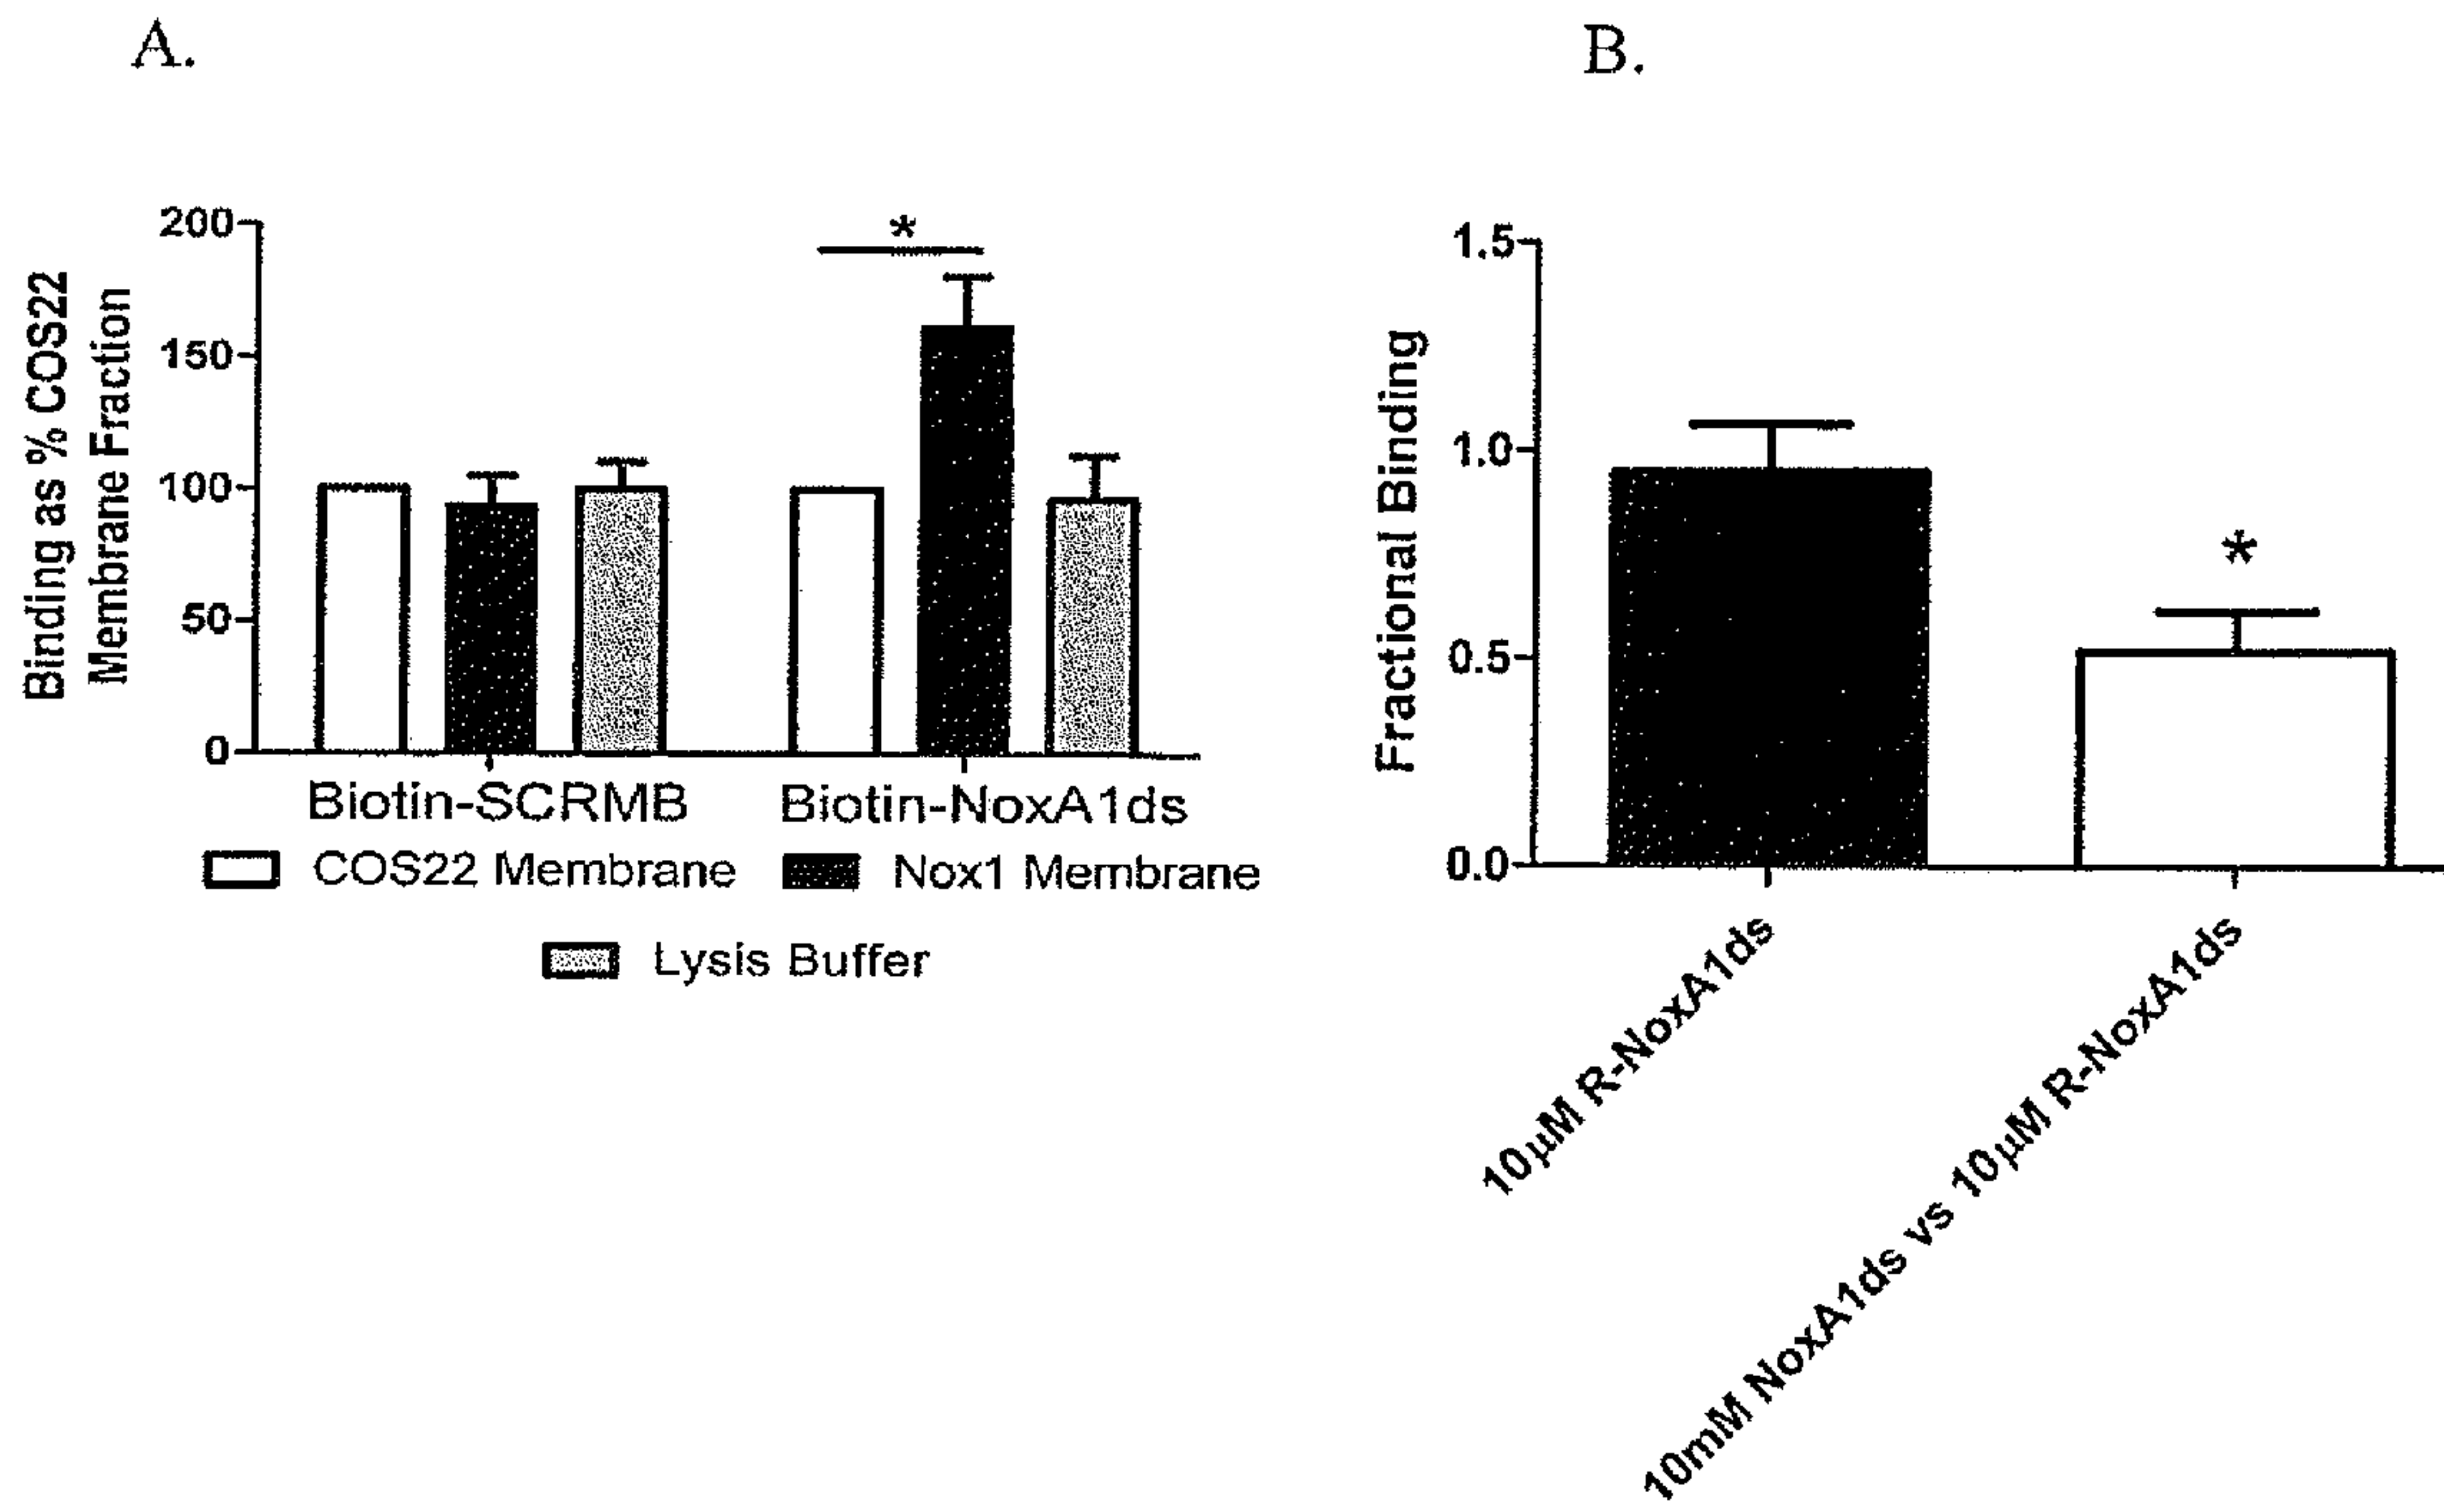 A.
B.
Binding as % COS22
Membrane Fraction
200
150
100
50
0
*
Biotin-SCRMB
Biotin-NoxA1ds
COS22 Membrane
Nox1 Membrane
Lysis Buffer
Fractional Binding
1.5
1.0
0.5
0.0
*
10μM R-NoxA1ds
10mM NoxA1ds vs 10μM R-NoxA1ds